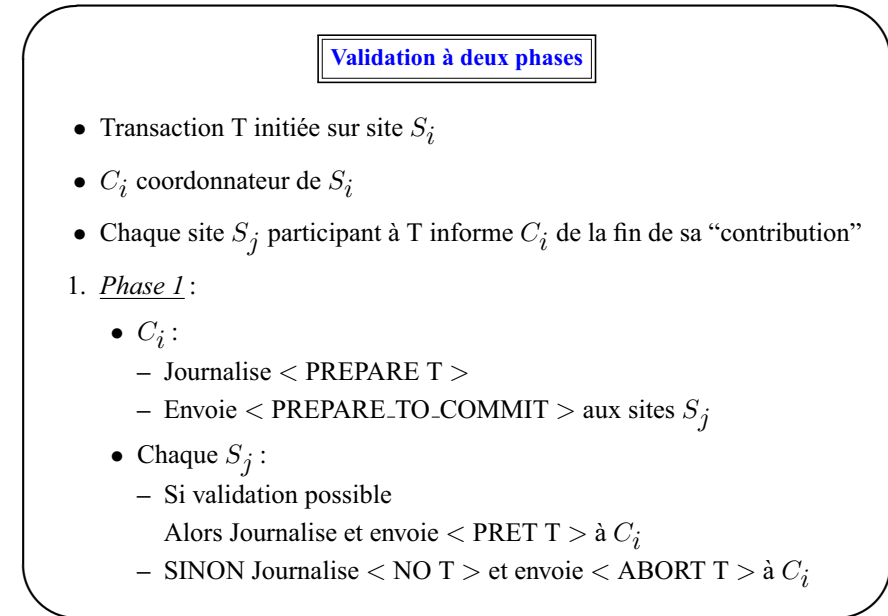 Validation à deux phases
• Transaction T initiée sur site S_i
• C_i coordonnateur de S_i
• Chaque site S_j participant à T informe C_i de la fin de sa “contribution”
1. Phase 1 :
• C_i :
– Journalise < PREPARE T >
– Envoie < PREPARE_TO_COMMIT > aux sites S_j
• Chaque S_j :
– Si validation possible
Alors Journalise et envoie < PRET T > à C_i
– SINON Journalise < NO T > et envoie < ABORT T > à C_i